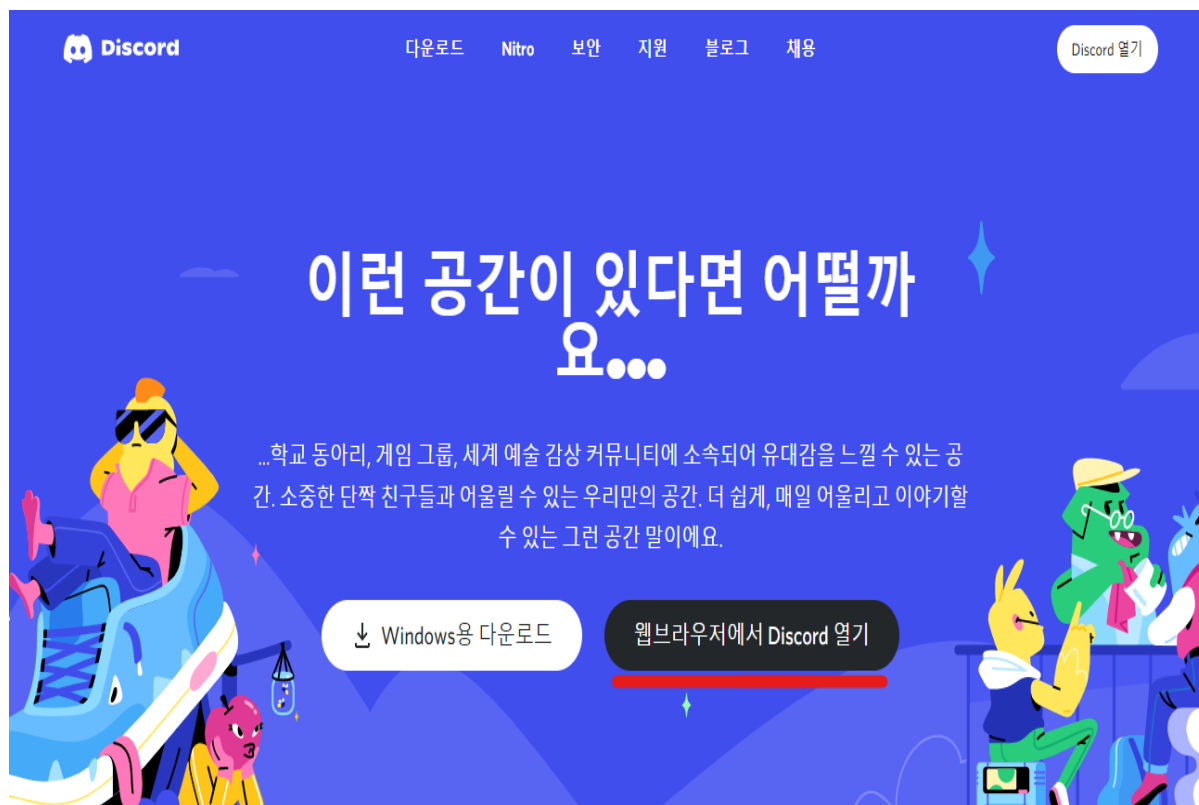 Discord 다운로드 Nitro 보안 지원 블로그 채용 Discord 열기
이런 공간이 있다면 어떨까
요...
...학교 동아리, 게임 그룹, 세계 예술 감상 커뮤니티에 소속되어 유대감을 느낄 수 있는 공
간. 소중한 단짝 친구들과 어울릴 수 있는 우리만의 공간. 더 쉽게, 매일 어울리고 이야기할
수 있는 그런 공간 말이에요.
Windows용 다운로드 웹브라우저에서 Discord 열기